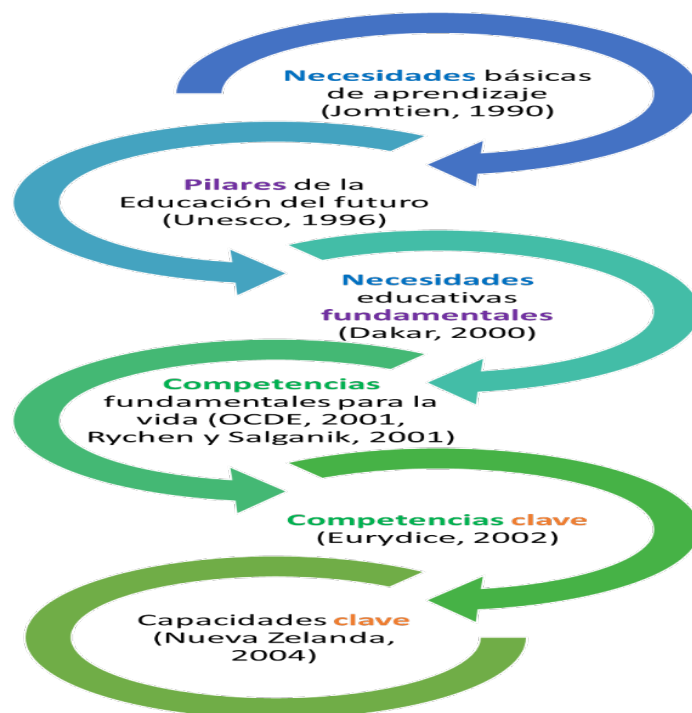 Necesidades básicas
de aprendizaje
(Jomtien, 1990)
Pilares de la
Educación del futuro
(Unesco, 1996)
Necesidades
educativas
fundamentales
(Dakar, 2000)
Competencias
fundamentales para la
vida (OCDE, 2001,
Rychen y Salganik, 2001)
Competencias clave
(Eurydice, 2002)
Capacidades clave
(Nueva Zelanda,
2004)